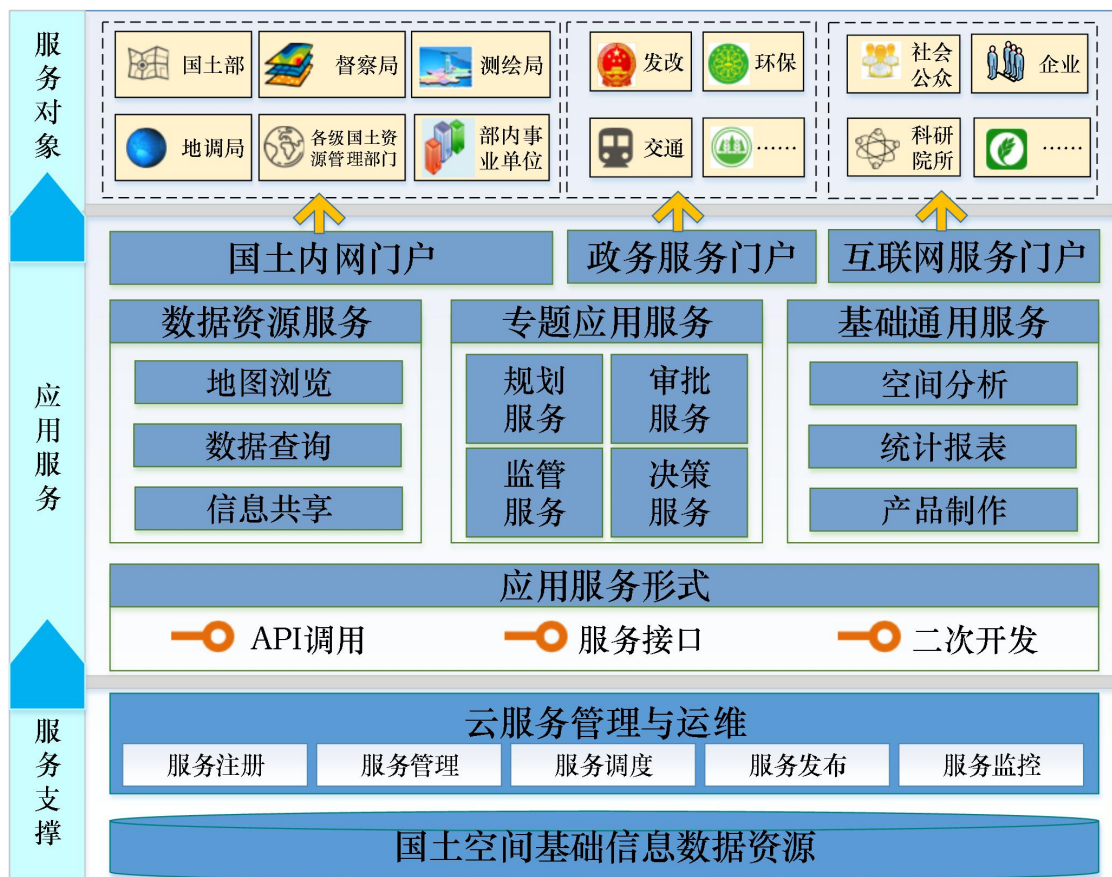 服务对象
国土部
督察局
测绘局
地调局
各级国土资
源管理部门
部内事
业单位
发改
环保
交通
……
社会
公众
企业
科研
院所
……
国土内网门户
政务服务门户
互联网服务门户
应用服务
数据资源服务
地图浏览
数据查询
信息共享
专题应用服务
规划
服务
审批
服务
监管
服务
决策
服务
基础通用服务
空间分析
统计报表
产品制作
应用服务形式
API调用
服务接口
二次开发
服务支撑
云服务管理与运维
服务注册
服务管理
服务调度
服务发布
服务监控
国土空间基础信息数据资源